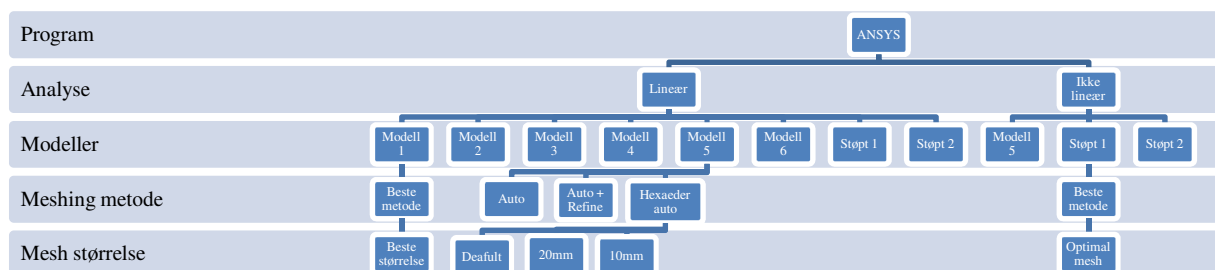 Program
ANSYS
Analyse
Lineær
Ikke
lineær
Modeller
Modell
1
Modell
2
Modell
3
Modell
4
Modell
5
Modell
6
Støpt 1
Støpt 2
Modell
5
Støpt 1
Støpt 2
Meshing metode
Beste
metode
Auto
Auto +
Refine
Hexaeder
auto
Beste
metode
Mesh størrelse
Beste
størrelse
Deafult
20mm
10mm
Optimal
mesh